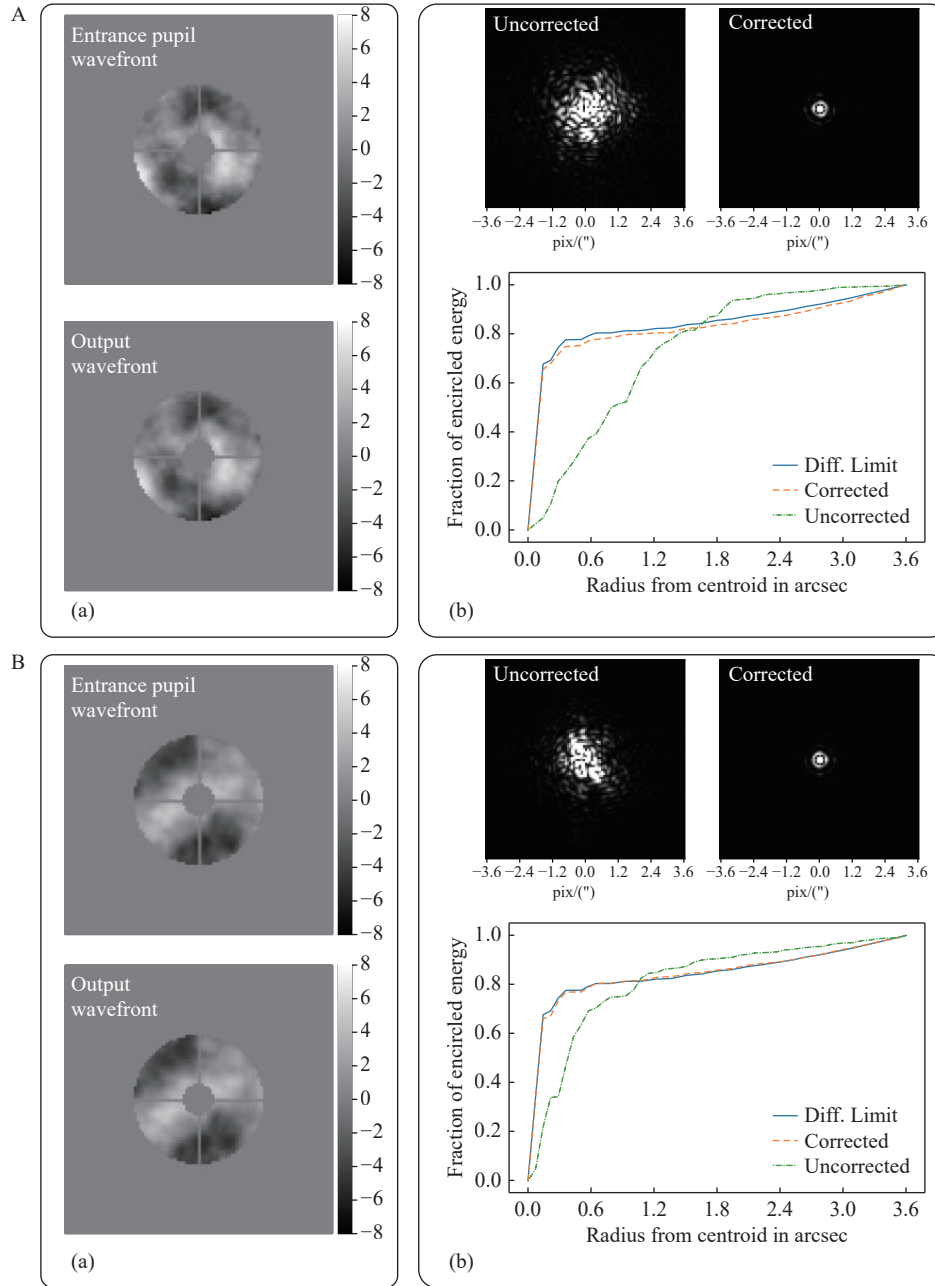 A
Entrance pupil
wavefront
8
6
4
2
0
−2
−4
−6
−8
Output
wavefront
8
6
4
2
0
−2
−4
−6
−8
(a)
Uncorrected
−3.6 −2.4 −1.2 0.0 1.2 2.4 3.6
pix/(")
Corrected
−3.6 −2.4 −1.2 0.0 1.2 2.4 3.6
pix/(")
Fraction of encircled energy
1.0
0.8
0.6
0.4
0.2
0.0
Diff. Limit
Corrected
Uncorrected
0.0 0.6 1.2 1.8 2.4 3.0 3.6
Radius from centroid in arcsec
(b)
B
Entrance pupil
wavefront
8
6
4
2
0
−2
−4
−6
−8
Output
wavefront
8
6
4
2
0
−2
−4
−6
−8
(a)
Uncorrected
−3.6 −2.4 −1.2 0.0 1.2 2.4 3.6
pix/(")
Corrected
−3.6 −2.4 −1.2 0.0 1.2 2.4 3.6
pix/(")
Fraction of encircled energy
1.0
0.8
0.6
0.4
0.2
0.0
Diff. Limit
Corrected
Uncorrected
0.0 0.6 1.2 1.8 2.4 3.0 3.6
Radius from centroid in arcsec
(b)